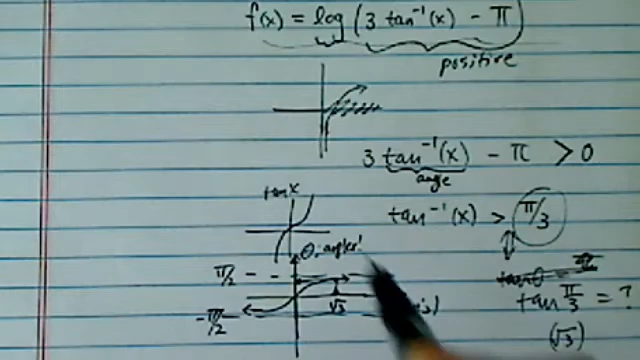 f(x) = log (3 tan⁻¹(x) - π)
positive
3 tan⁻¹(x) - π > 0
angle
tan x
tan⁻¹(x) > π/3
θ, angles!
π/2
-π/2
√3
tan π/3 = ?
(√3)